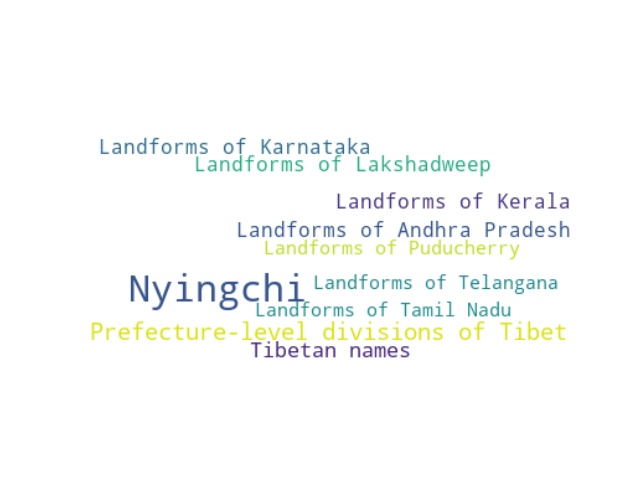 Landforms of Karnataka
Landforms of Lakshadweep
Landforms of Kerala
Landforms of Andhra Pradesh
Landforms of Puducherry
Nyingchi
Landforms of Telangana
Landforms of Tamil Nadu
Prefecture-level divisions of Tibet
Tibetan names